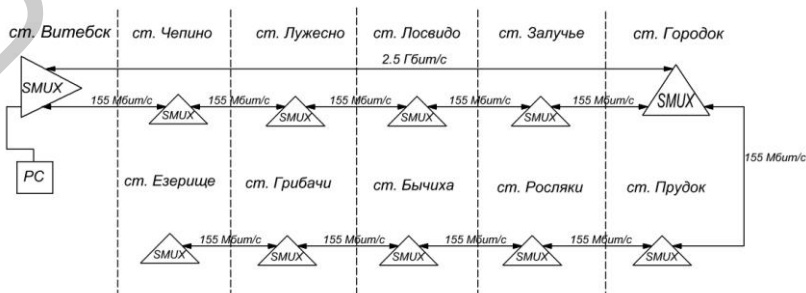 ст. Витебск ст. Чепино ст. Лужесно ст. Лосвидо ст. Залучье ст. Городок
2.5 Гбит/с
SMUX 155 Мбит/с 155 Мбит/с 155 Мбит/с 155 Мбит/с 155 Мбит/с SMUX
SMUX SMUX SMUX SMUX
155 Мбит/с
PC
ст. Езерище ст. Грибачи ст. Бычиха ст. Росляки ст. Прудок
155 Мбит/с 155 Мбит/с 155 Мбит/с 155 Мбит/с
SMUX SMUX SMUX SMUX SMUX